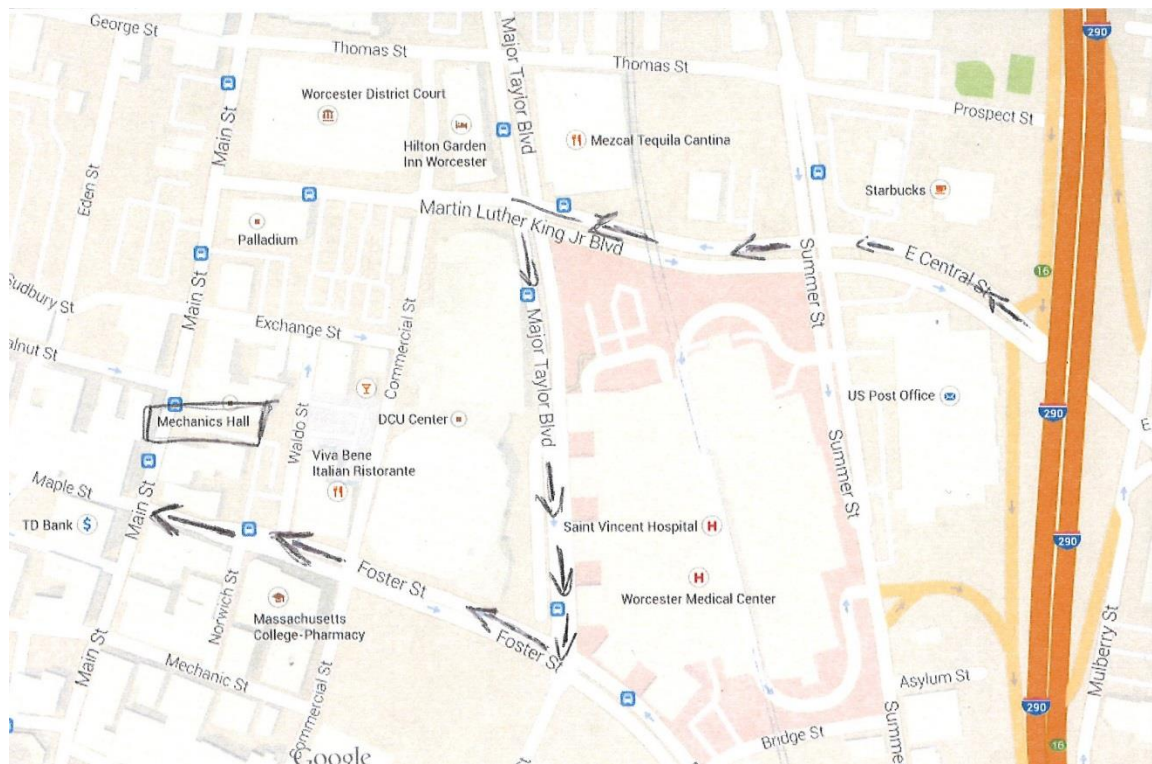 George St
Thomas St
Major Taylor Blvd
Thomas St
290
Worcester District Court
Prospect St
Main St
Hilton Garden
Inn Worcester
Mezcal Tequila Cantina
Eden St
Starbucks
Martin Luther King Jr Blvd
Palladium
Summer St
E Central St
16
Main St
Sudbury St
Exchange St
Commercial St
Major Taylor Blvd
alnut St
290
US Post Office
Mechanics Hall
DCU Center
E
Waldo St
Viva Bene
Italian Ristorante
Summer St
Maple St
Main St
TD Bank
$
Saint Vincent Hospital
H
290
Foster St
H
Worcester Medical Center
Norwich St
Massachusetts
College-Pharmacy
Foster St
Mulberry St
Main St
Mechanic St
Asylum St
290
Commercial St
Summe
Bridge St
Google
16